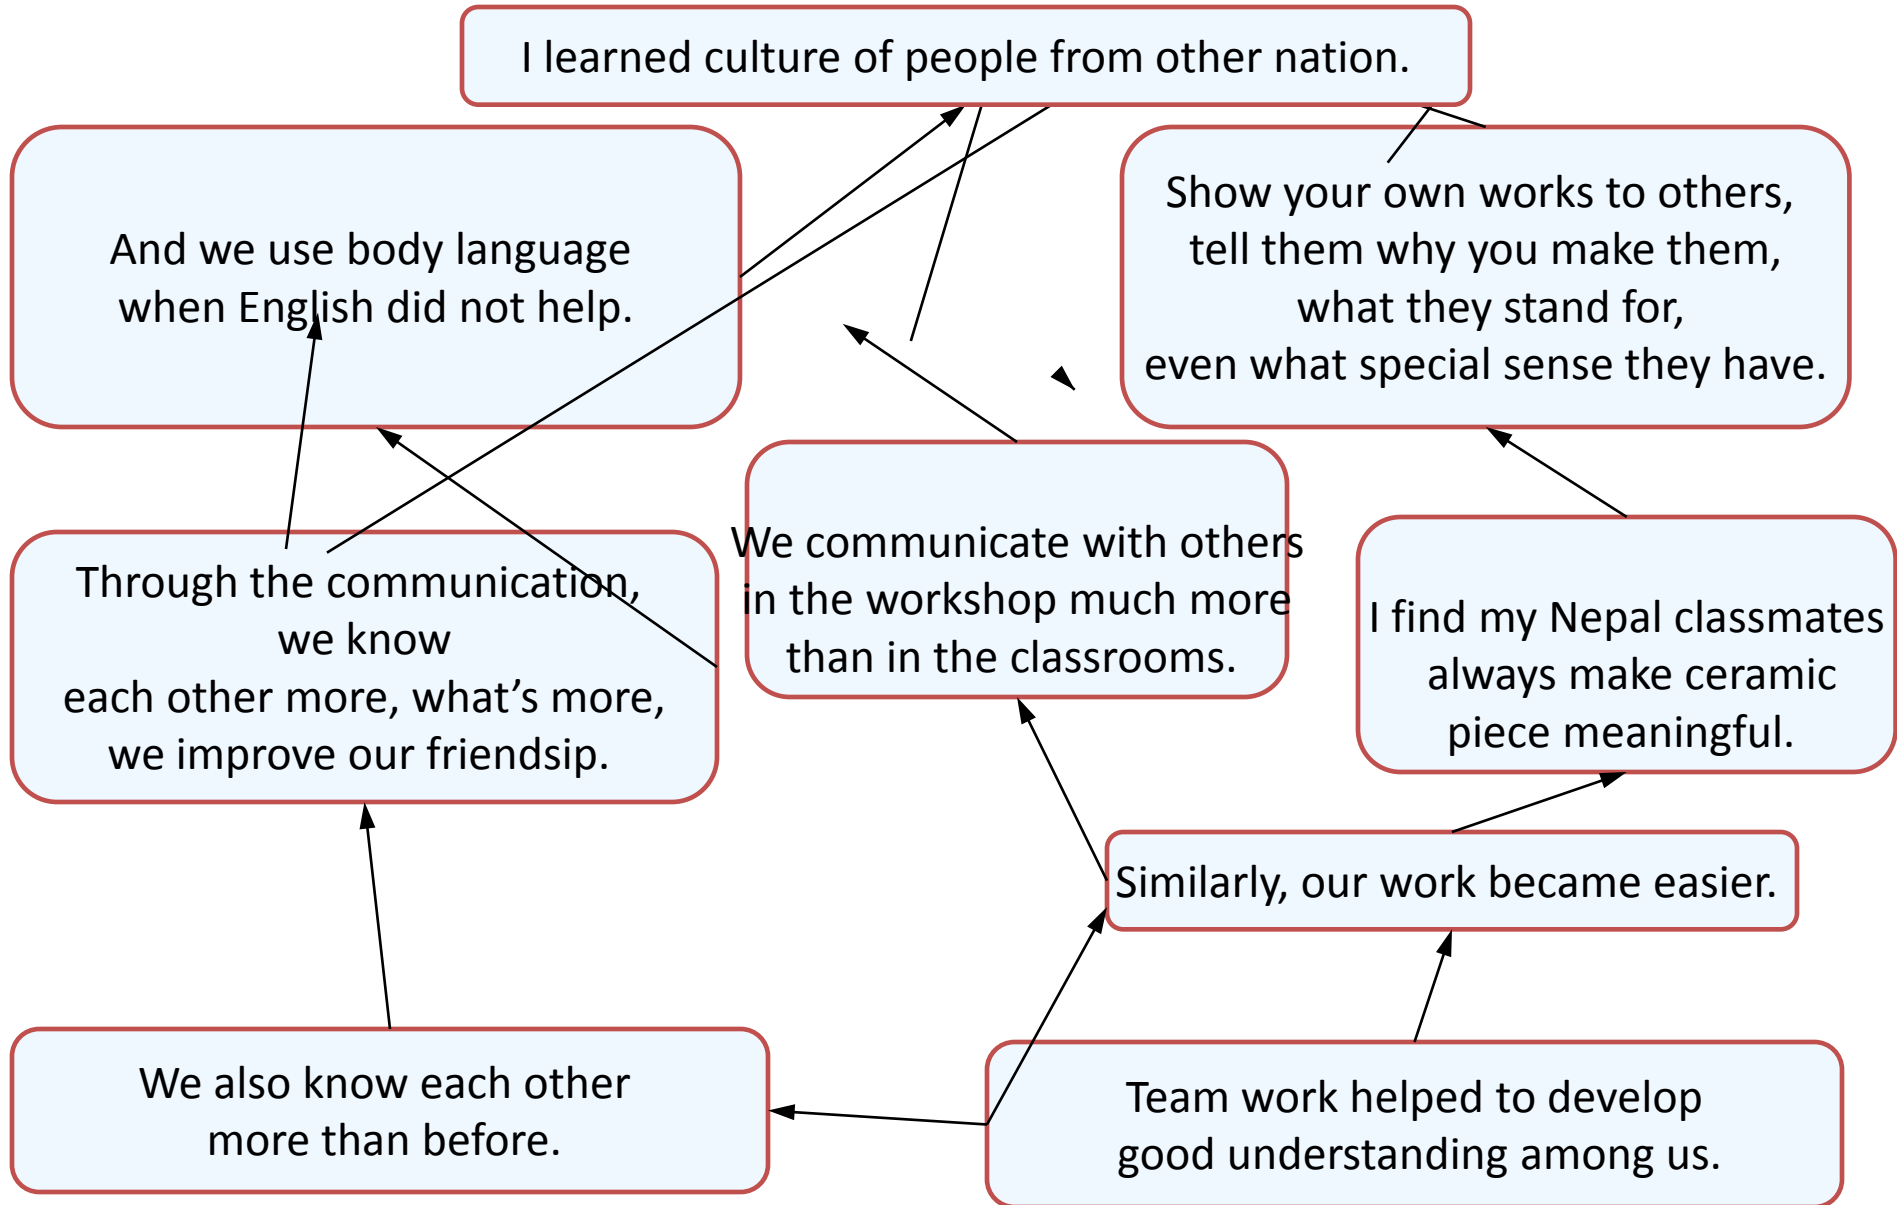 I learned culture of people from other nation.
And we use body language
when English did not help.
Show your own works to others,
tell them why you make them,
what they stand for,
even what special sense they have.
Through the communication,
we know
each other more, what’s more,
we improve our friendsip.
We communicate with others
in the workshop much more
than in the classrooms.
I find my Nepal classmates
always make ceramic
piece meaningful.
Similarly, our work became easier.
We also know each other
more than before.
Team work helped to develop
good understanding among us.